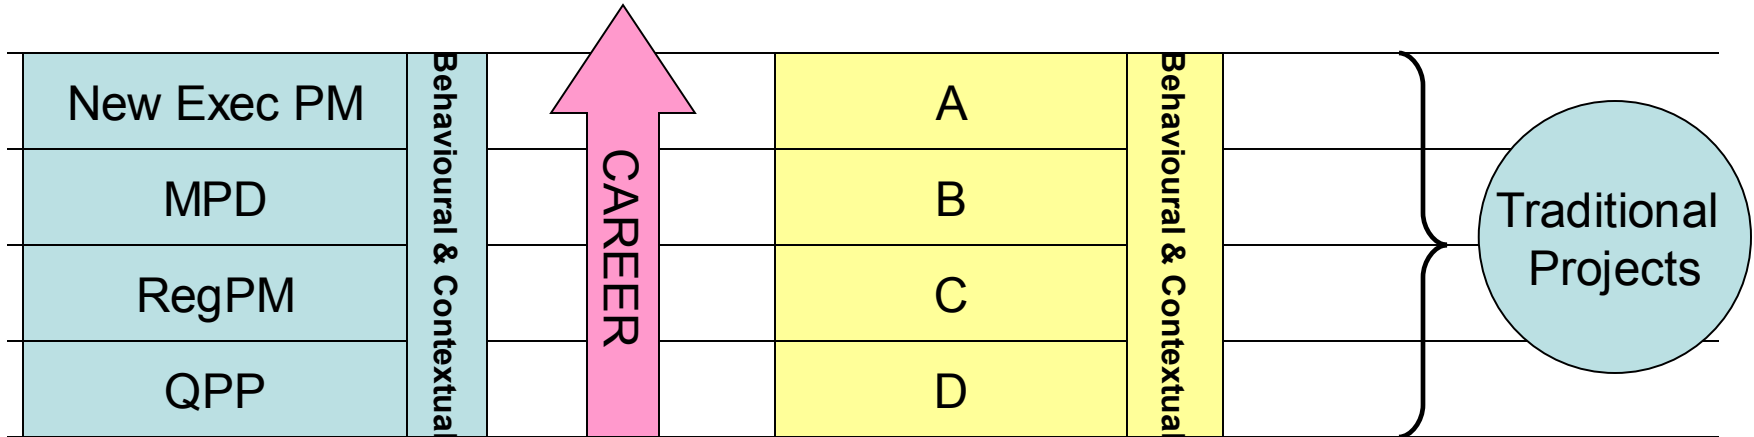 New Exec PM
MPD
RegPM
QPP
Behavioural & Contextual
CAREER
A
B
C
D
Behavioural & Contextual
Traditional
Projects